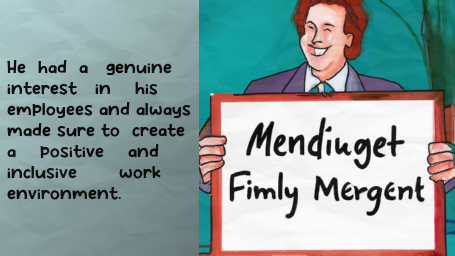 He had a genuine
interest in his
employees and always
made sure to create
a positive and
inclusive work
environment.
Mendiuget
Fimly Mergent